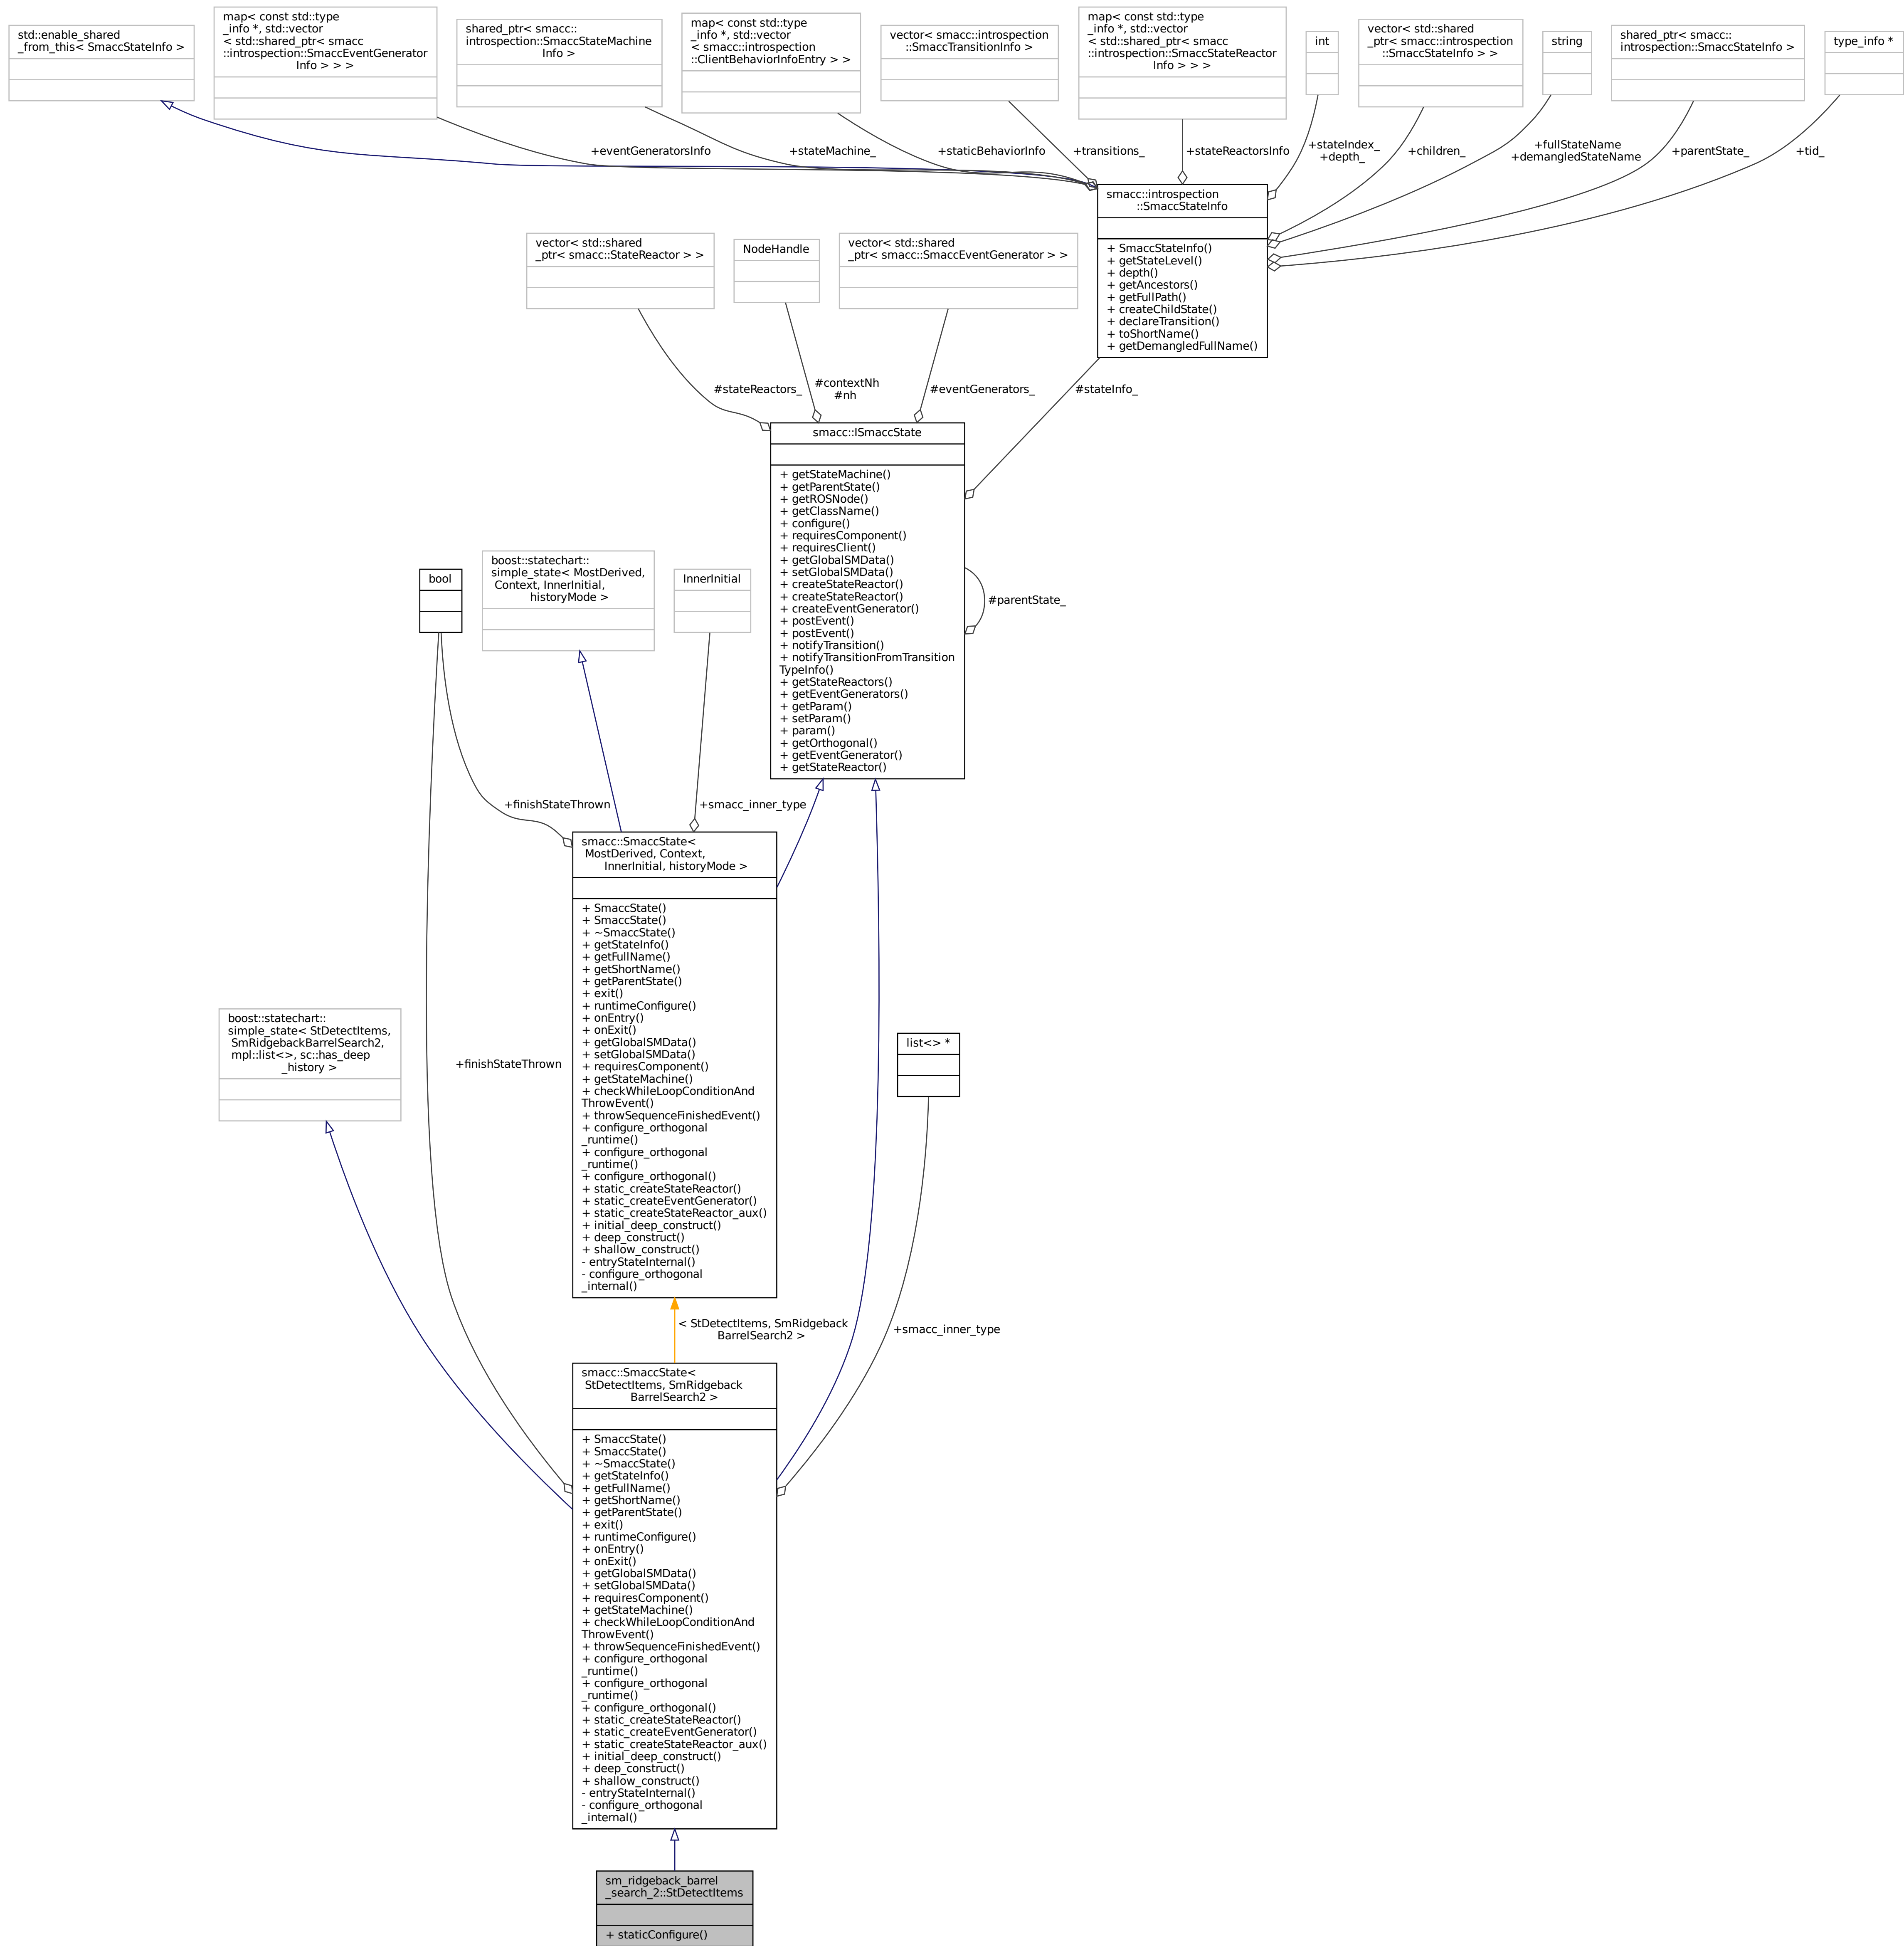 std::enable_shared
_from_this< SmaccStateInfo >
map< const std::type
_info *, std::vector
< std::shared_ptr< smacc
::introspection::SmaccEventGenerator
Info > > >
shared_ptr< smacc::
introspection::SmaccStateMachine
Info >
map< const std::type
_info *, std::vector
< smacc::introspection
::ClientBehaviorInfoEntry > >
vector< smacc::introspection
::SmaccTransitionInfo >
map< const std::type
_info *, std::vector
< std::shared_ptr< smacc
::introspection::SmaccStateReactor
Info > > >
int
vector< std::shared
_ptr< smacc::introspection
::SmaccStateInfo > >
string
shared_ptr< smacc::
introspection::SmaccStateInfo >
type_info *
+eventGeneratorsInfo
+stateMachine_
+staticBehaviorInfo
+transitions_
+stateReactorsInfo
+stateIndex_
+depth_
+children_
+fullStateName
+demangledStateName
+parentState_
+tid_
smacc::introspection
::SmaccStateInfo
+ SmaccStateInfo()
+ getStateLevel()
+ depth()
+ getAncestors()
+ getFullPath()
+ createChildState()
+ declareTransition()
+ toShortName()
+ getDemangledFullName()
vector< std::shared
_ptr< smacc::StateReactor > >
NodeHandle
vector< std::shared
_ptr< smacc::SmaccEventGenerator > >
#stateReactors_
#contextNh
#nh
#eventGenerators_
#stateInfo_
smacc::ISmaccState
+ getStateMachine()
+ getParentState()
+ getROSNode()
+ getClassName()
+ configure()
+ requiresComponent()
+ requiresClient()
+ getGlobalSMData()
+ setGlobalSMData()
+ createStateReactor()
+ createStateReactor()
+ createEventGenerator()
+ postEvent()
+ postEvent()
+ notifyTransition()
+ notifyTransitionFromTransition
TypeInfo()
+ getStateReactors()
+ getEventGenerators()
+ getParam()
+ setParam()
+ param()
+ getOrthogonal()
+ getEventGenerator()
+ getStateReactor()
#parentState_
bool
boost::statechart::
simple_state< MostDerived,
Context, InnerInitial,
historyMode >
InnerInitial
+finishStateThrown
+smacc_inner_type
smacc::SmaccState<
MostDerived, Context,
InnerInitial, historyMode >
+ SmaccState()
+ SmaccState()
+ ~SmaccState()
+ getStateInfo()
+ getFullName()
+ getShortName()
+ getParentState()
+ exit()
+ runtimeConfigure()
+ onEntry()
+ onExit()
+ getGlobalSMData()
+ setGlobalSMData()
+ requiresComponent()
+ getStateMachine()
+ checkWhileLoopConditionAnd
ThrowEvent()
+ throwSequenceFinishedEvent()
+ configure_orthogonal
_runtime()
+ configure_orthogonal
_runtime()
+ configure_orthogonal()
+ static_createStateReactor()
+ static_createEventGenerator()
+ static_createStateReactor_aux()
+ initial_deep_construct()
+ deep_construct()
+ shallow_construct()
- entryStateInternal()
- configure_orthogonal
_internal()
boost::statechart::
simple_state< StDetectItems,
SmRidgebackBarrelSearch2,
mpl::list<>, sc::has_deep
_history >
+finishStateThrown
list<> *
< StDetectItems, SmRidgeback
BarrelSearch2 >
+smacc_inner_type
smacc::SmaccState<
StDetectItems, SmRidgeback
BarrelSearch2 >
+ SmaccState()
+ SmaccState()
+ ~SmaccState()
+ getStateInfo()
+ getFullName()
+ getShortName()
+ getParentState()
+ exit()
+ runtimeConfigure()
+ onEntry()
+ onExit()
+ getGlobalSMData()
+ setGlobalSMData()
+ requiresComponent()
+ getStateMachine()
+ checkWhileLoopConditionAnd
ThrowEvent()
+ throwSequenceFinishedEvent()
+ configure_orthogonal
_runtime()
+ configure_orthogonal
_runtime()
+ configure_orthogonal()
+ static_createStateReactor()
+ static_createEventGenerator()
+ static_createStateReactor_aux()
+ initial_deep_construct()
+ deep_construct()
+ shallow_construct()
- entryStateInternal()
- configure_orthogonal
_internal()
sm_ridgeback_barrel
_search_2::StDetectItems
+ staticConfigure()